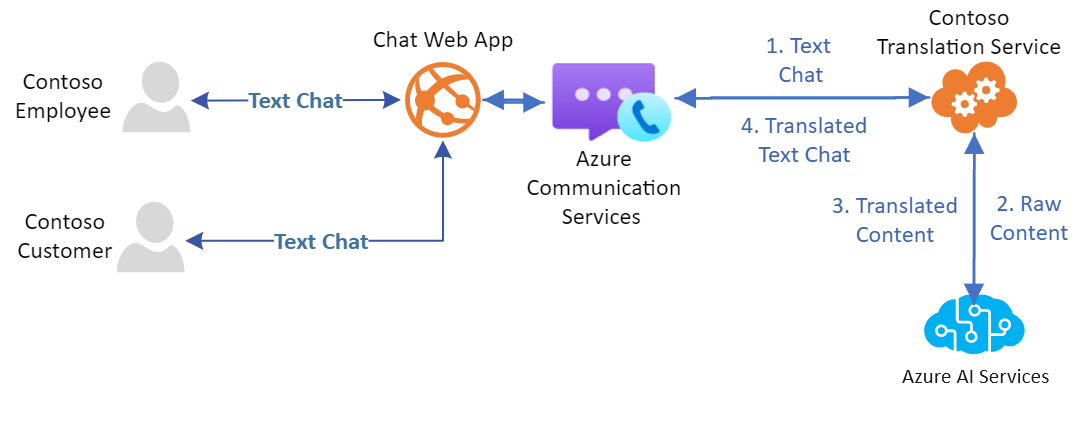 Contoso
Employee
Text Chat
Chat Web App
Contoso
Customer
Text Chat
Azure
Communication
Services
1. Text
Chat
4. Translated
Text Chat
Contoso
Translation Service
3. Translated
Content
2. Raw
Content
Azure AI Services